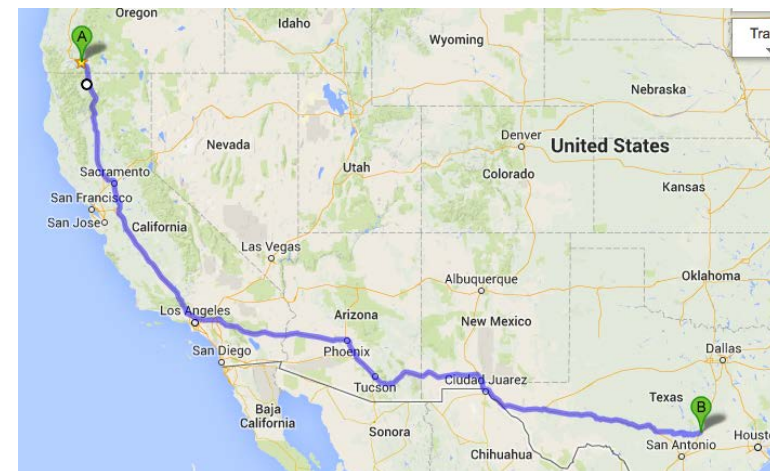 Oregon
Idaho
A
Wyoming
Tra
Nebraska
Nevada
Denver
United States
Utah
Colorado
Sacramento
Kansas
San Francisco
San Jose
California
Las Vegas
Albuquerque
Oklahoma
Los Angeles
Arizona
New Mexico
Phoenix
San Diego
Dallas
Tucson
Ciudad Juarez
Texas
B
Baja
California
Sonora
San Antonio
Houst
Chihuahua